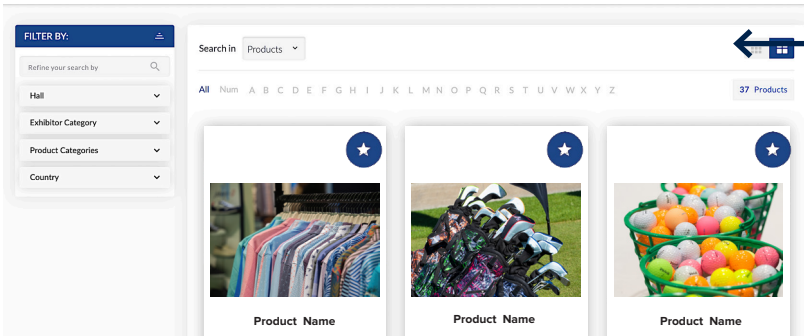 FILTER BY:
Refine your search by
Hall
Exhibitor Category
Product Categories
Country
Search in Products
All Num A B C D E F G H I J K L M N O P Q R S T U V W X Y Z
37 Products
Product Name
Product Name
Product Name